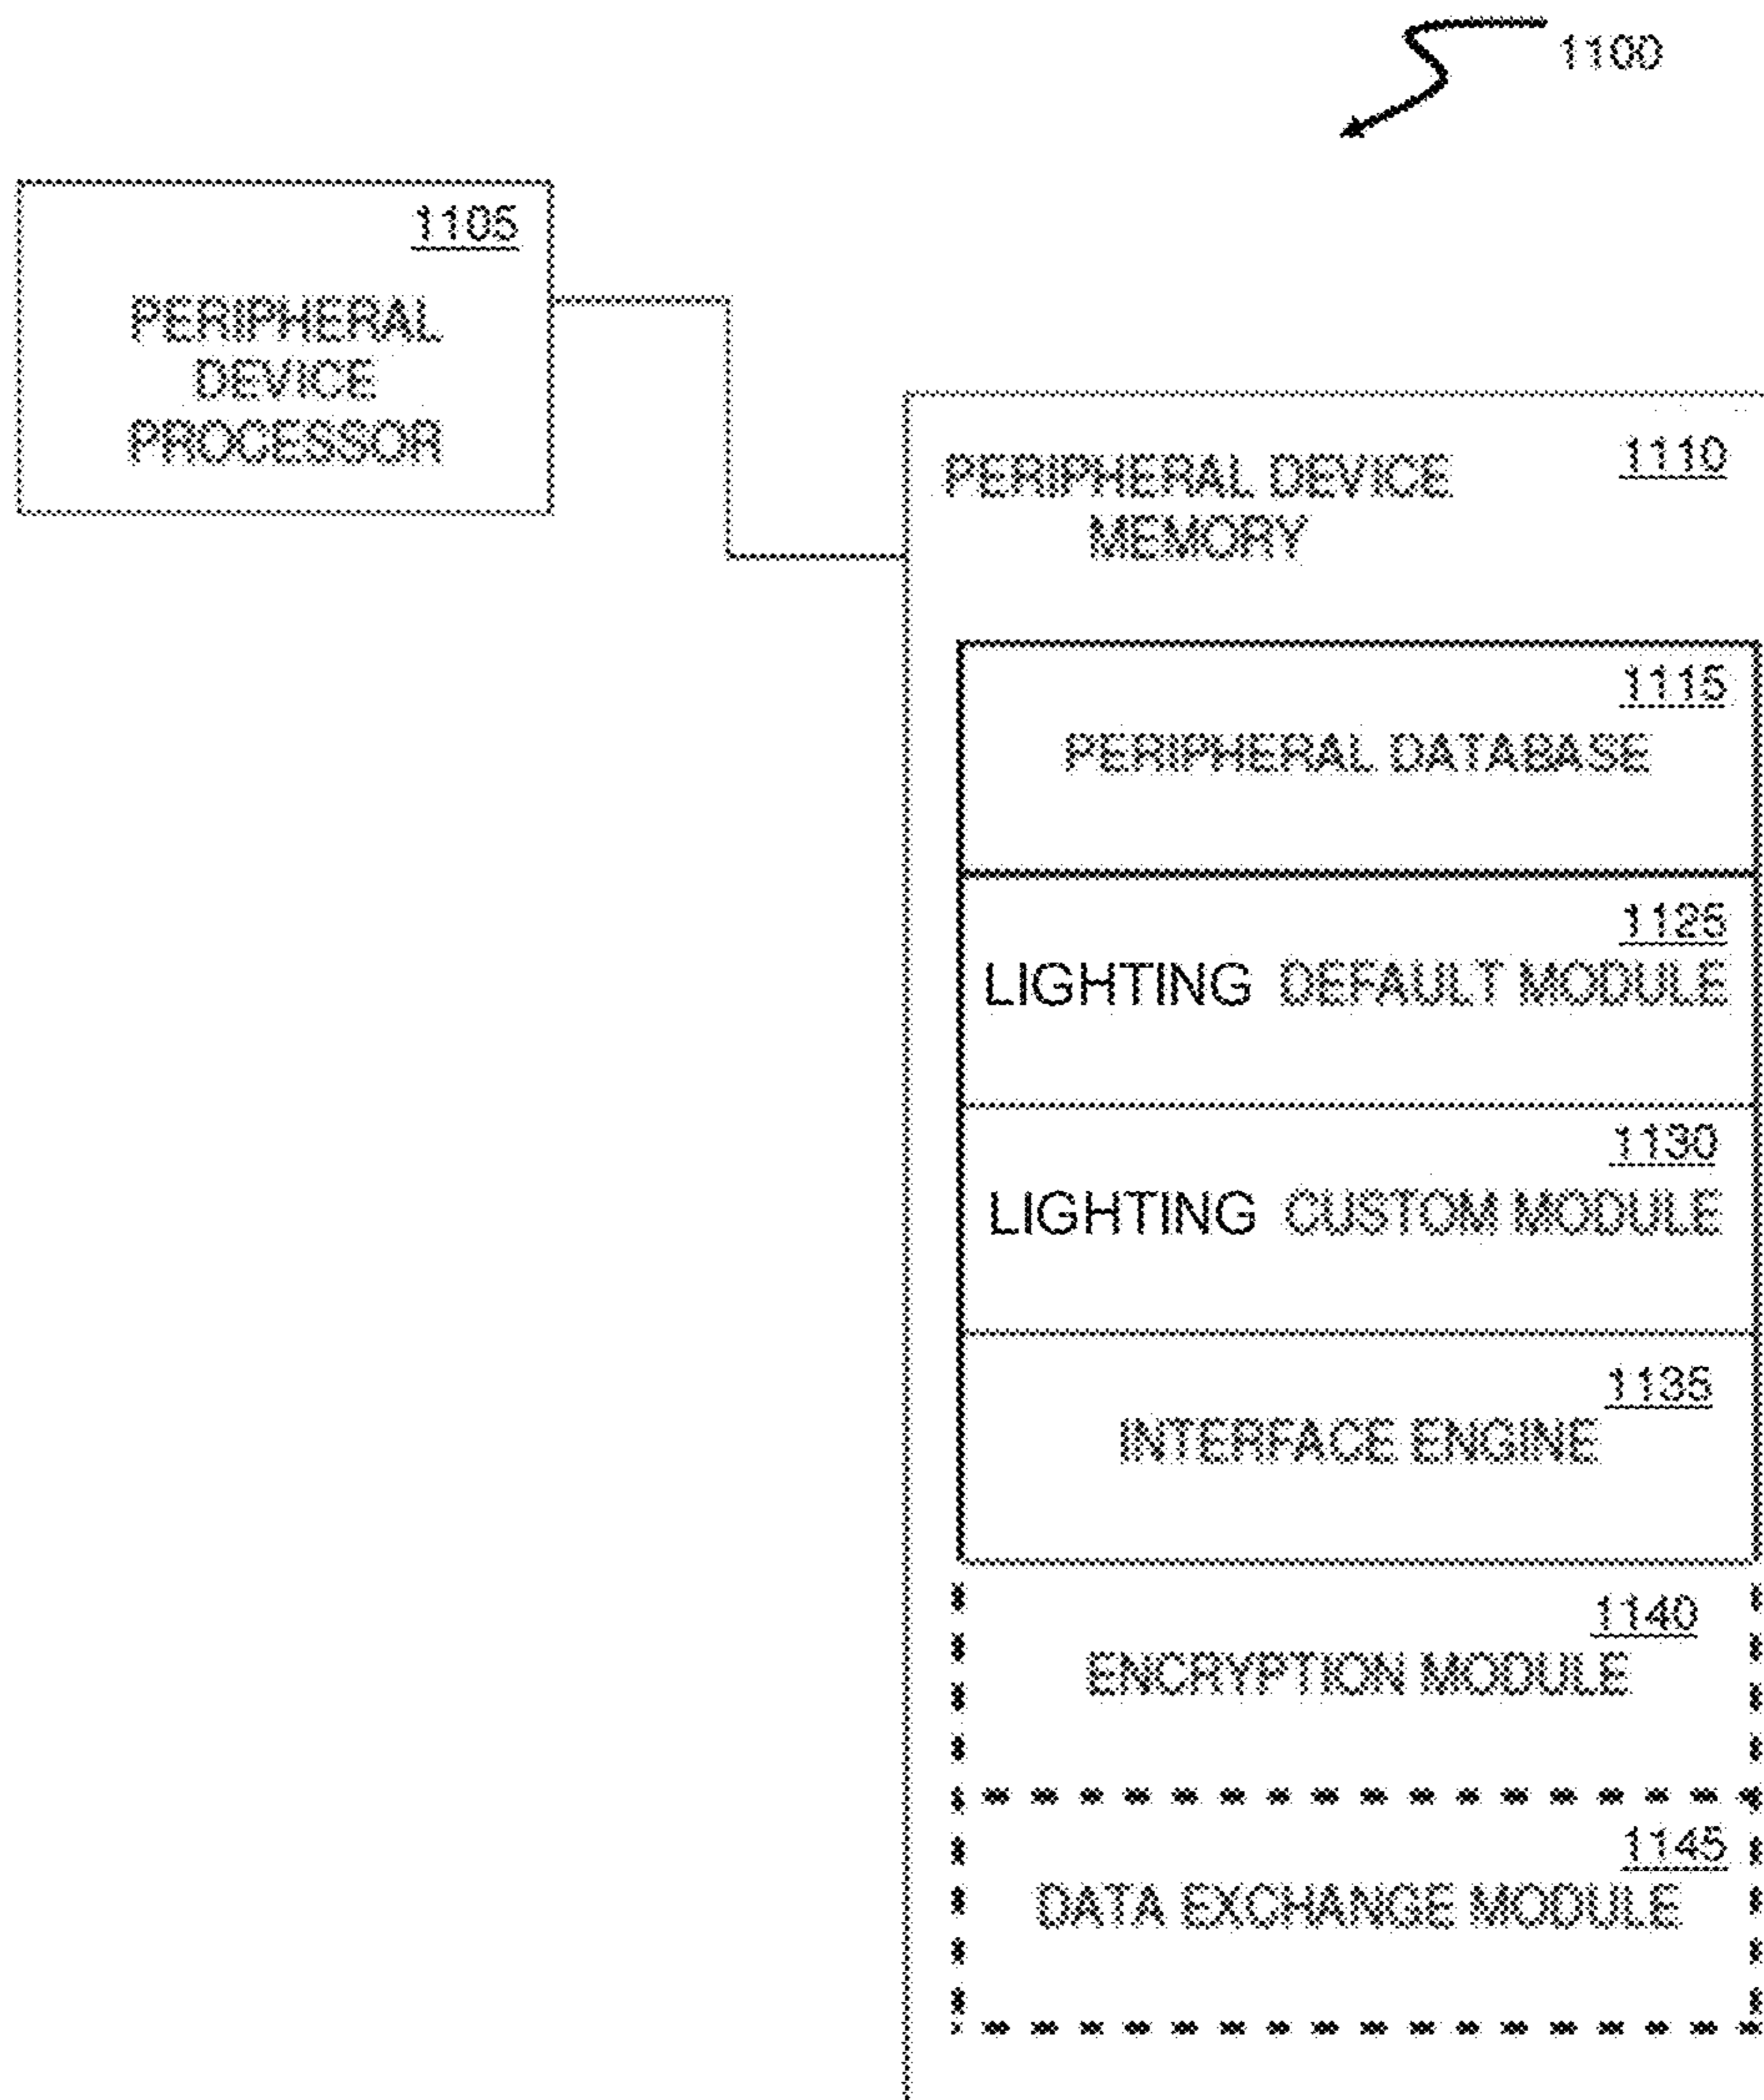 1100
1105
PERIPHERAL
DEVICE
PROCESSOR
1110
PERIPHERAL DEVICE
MEMORY
1115
PERIPHERAL DATABASE
1125
LIGHTING DEFAULT MODULE
1130
LIGHTING CUSTOM MODULE
1135
INTERFACE ENGINE
1140
ENCRYPTION MODULE
1145
DATA EXCHANGE MODULE